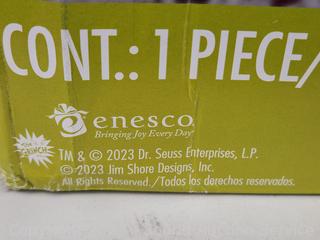 CONT.: 1 PIECE/
enesco
Bringing Joy Every Day
GRINCH
TM & © 2023 Dr. Seuss Enterprises, L.P.
© 2023 Jim Shore Designs, Inc.
All Rights Reserved./Todos los derechos reservados.